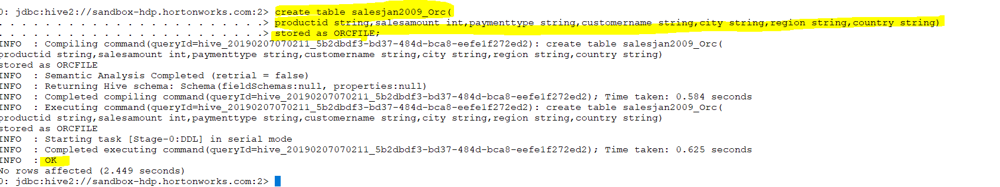 0: jdbc:hive2://sandbox-hdp.hortonworks.com:2> create table salesjan2009_Orc(
. . . . . . . . . . . . . . . . . . . . . . .> productid string,salesamount int,paymenttype string,customername string,city string,region string,country string)
. . . . . . . . . . . . . . . . . . . . . . .> stored as ORCFILE;
INFO  : Compiling command(queryId=hive_20190207070211_5b2dbdf3-bd37-484d-bca8-eefe1f272ed2): create table salesjan2009_Orc(
productid string,salesamount int,paymenttype string,customername string,city string,region string,country string)
stored as ORCFILE
INFO  : Semantic Analysis Completed (retrial = false)
INFO  : Returning Hive schema: Schema(fieldSchemas:null, properties:null)
INFO  : Completed compiling command(queryId=hive_20190207070211_5b2dbdf3-bd37-484d-bca8-eefe1f272ed2); Time taken: 0.584 seconds
INFO  : Executing command(queryId=hive_20190207070211_5b2dbdf3-bd37-484d-bca8-eefe1f272ed2): create table salesjan2009_Orc(
productid string,salesamount int,paymenttype string,customername string,city string,region string,country string)
stored as ORCFILE
INFO  : Starting task [Stage-0:DDL] in serial mode
INFO  : Completed executing command(queryId=hive_20190207070211_5b2dbdf3-bd37-484d-bca8-eefe1f272ed2); Time taken: 0.625 seconds
INFO  : OK
No rows affected (2.449 seconds)
0: jdbc:hive2://sandbox-hdp.hortonworks.com:2>